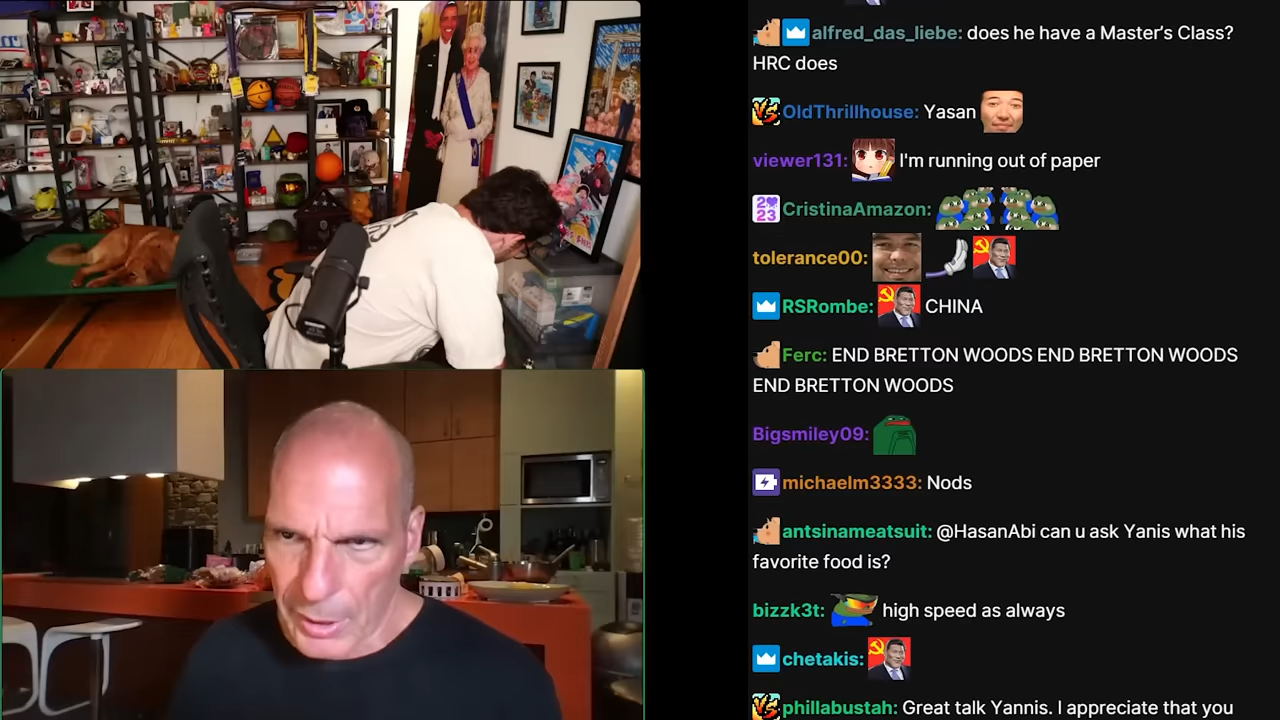 alfred_das_liebe: does he have a Master's Class?
HRC does
OldThrillhouse: Yasan
viewer131: I'm running out of paper
CristinaAmazon:
tolerance00:
RSRombe: CHINA
Ferc: END BRETTON WOODS END BRETTON WOODS
END BRETTON WOODS
Bigsmiley09:
michaelm3333: Nods
antsinameatsuit: @HasanAbi can u ask Yanis what his
favorite food is?
bizzk3t: high speed as always
chetakis:
phillabustah: Great talk Yannis. I appreciate that you